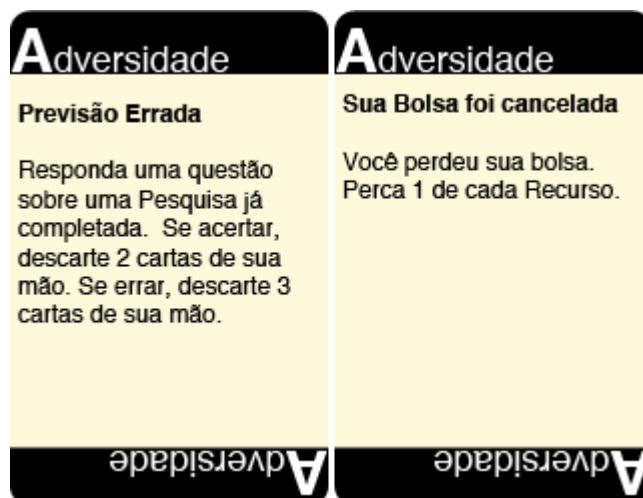 Adversidade
Previsão Errada
Responda uma questão
sobre uma Pesquisa já
completada.  Se acertar,
descarte 2 cartas de sua
mão. Se errar, descarte 3
cartas de sua mão.
Adversidade
Adversidade
Sua Bolsa foi cancelada
Você perdeu sua bolsa.
Perca 1 de cada Recurso.
Adversidade